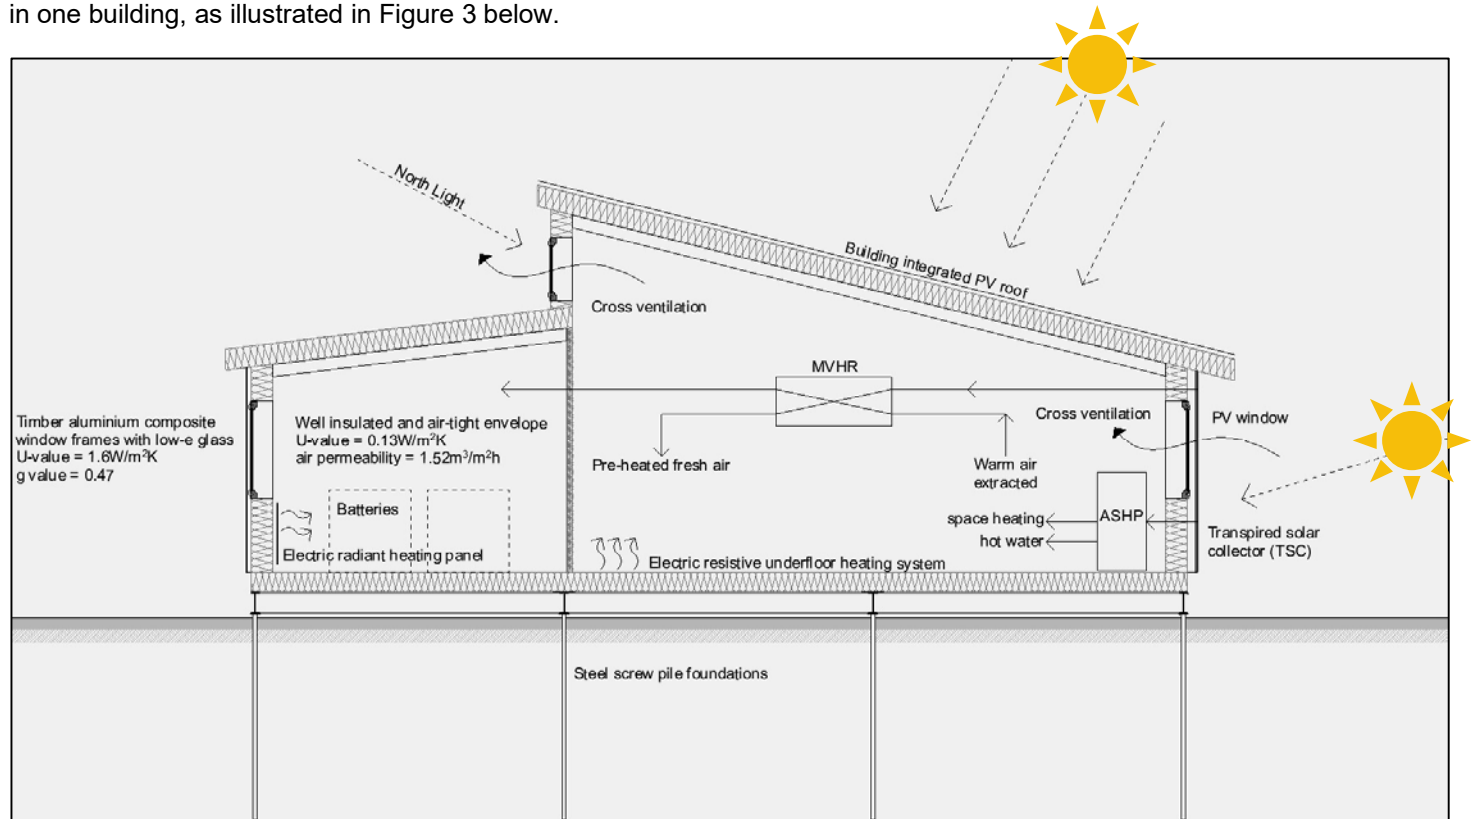 in one building, as illustrated in Figure 3 below.
North Light
Building integrated PV roof
Cross ventilation
MVHR
Timber aluminium composite
window frames with low-e glass
U-value = 1.6W/m²K
g value = 0.47
Well insulated and air-tight envelope
U-value = 0.13W/m²K
air permeability = 1.52m³/m²h
Cross ventilation
PV window
Pre-heated fresh air
Warm air
extracted
Batteries
space heating
hot water
ASHP
Transpired solar
collector (TSC)
Electric radiant heating panel
Electric resistive underfloor heating system
Steel screw pile foundations